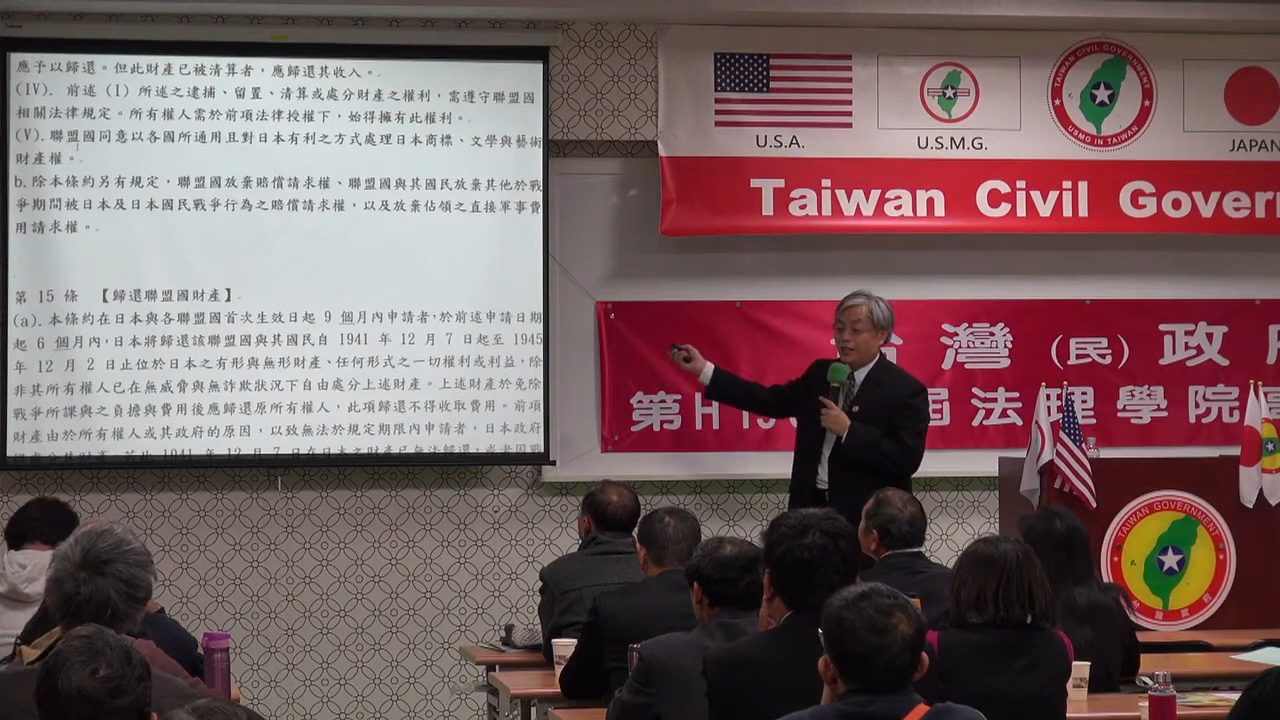 應予以歸還。但此財產已被清算者，應歸還其收入。
(IV). 前述 (I) 所述之逮捕、留置、清算或處分財產之權利，需遵守聯盟國
相關法律規定。所有權人需於前項法律授權下，始得擁有此權利。
(V). 聯盟國同意以各國所通用且對日本有利之方式處理日本商標、文學與藝術
財產權。
b. 除本條約另有規定，聯盟國放棄賠償請求權、聯盟國與其國民放棄其他於戰
爭期間被日本及日本國民戰爭行為之賠償請求權，以及放棄佔領之直接軍事費
用請求權。
第 15 條 【歸還聯盟國財產】
(a). 本條約在日本與各聯盟國首次生效日起 9 個月內申請者，於前述申請日期
起 6 個月內，日本將歸還該聯盟國與其國民自 1941 年 12 月 7 日起至 1945
年 12 月 2 日止位於日本之有形與無形財產、任何形式之一切權利或利益，除
非其所有權人已在無威脅與無詐欺狀況下自由處分上述財產。上述財產於免除
戰爭所課與之負擔與費用後應歸還原所有權人，此項歸還不得收取費用。前項
財產由於所有權人或其政府的原因，以致無法於規定期限內申請者，日本政府
U.S.A.
U.S.M.G.
TAIWAN CIVIL GOVERNMENT
USMG IN TAIWAN
JAPAN
Taiwan Civil Govern
灣 (民) 政府
第H
屆法理學院
TAIWAN GOVERNMENT